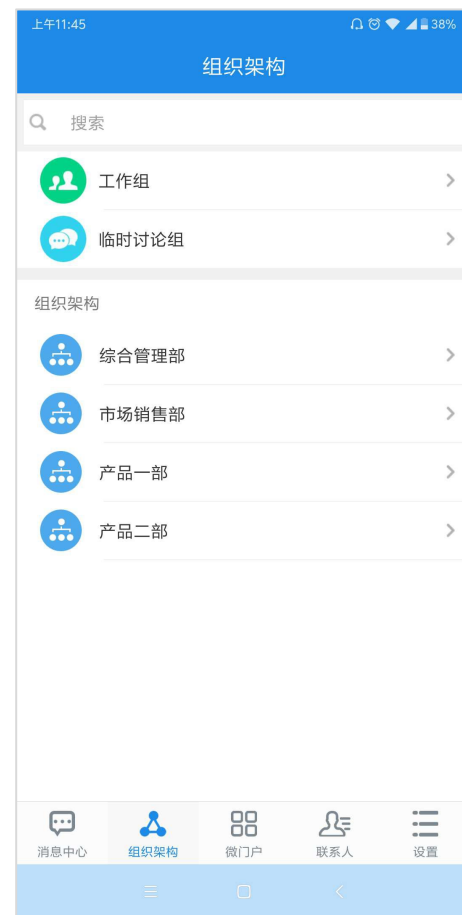 上午11:45
38%
组织架构
搜索
工作组
临时讨论组
组织架构
综合管理部
市场销售部
产品一部
产品二部
消息中心
组织架构
微门户
联系人
设置